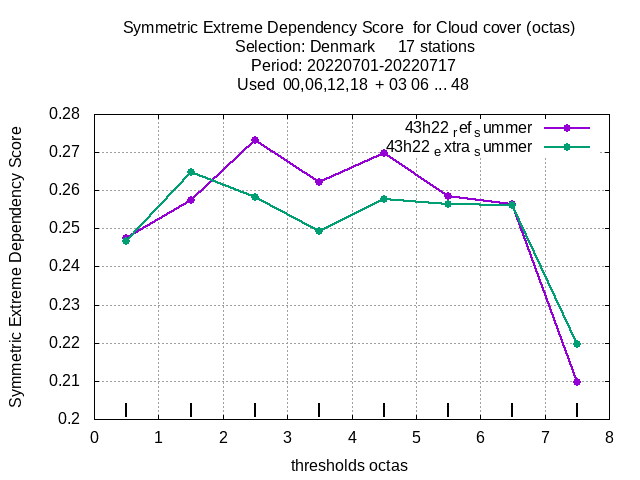 Symmetric Extreme Dependency Score  for Cloud cover (octas)
Selection: Denmark     17 stations
Period: 20220701-20220717
Used  00,06,12,18  + 03 06 ... 48
43h22 ref summer
43h22 extra summer
Symmetric Extreme Dependency Score
0.28
0.27
0.26
0.25
0.24
0.23
0.22
0.21
0.2
0 1 2 3 4 5 6 7 8
thresholds octas